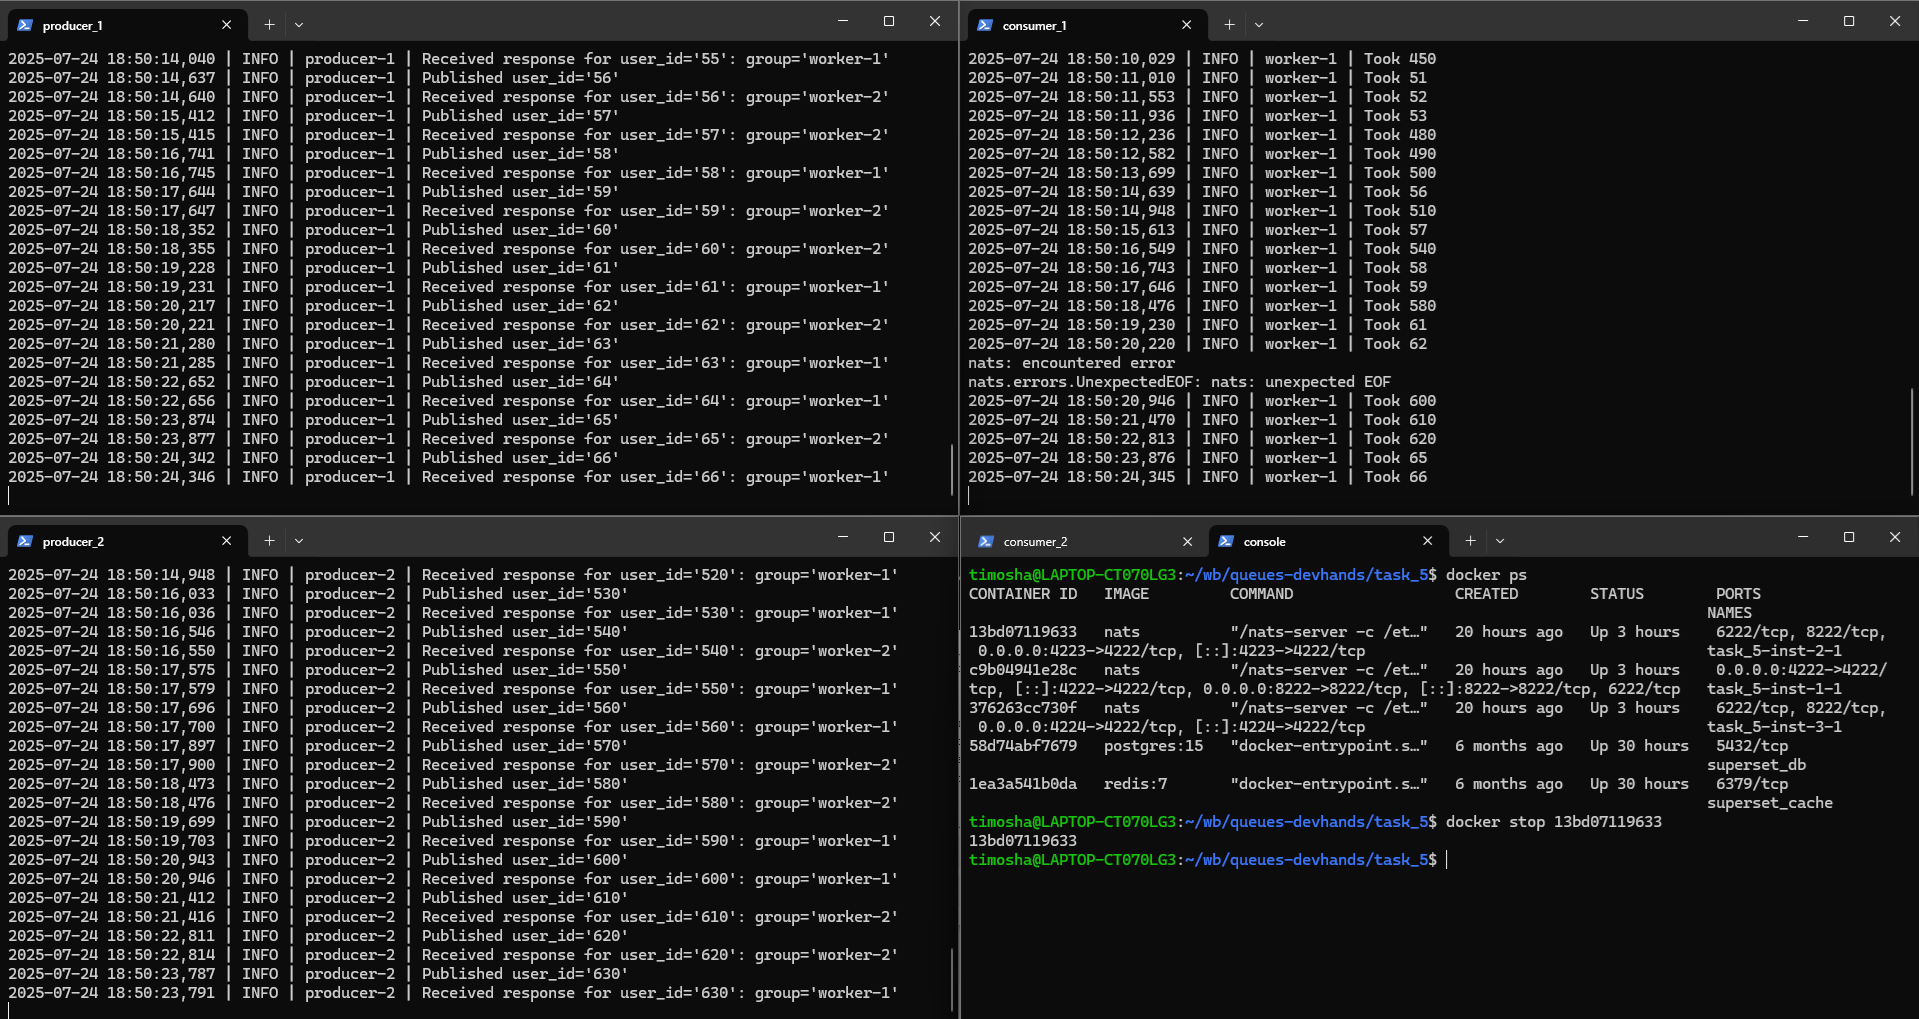 producer_1
2025-07-24 18:50:14,040 | INFO | producer-1 | Received response for user_id='55': group='worker-1'
2025-07-24 18:50:14,637 | INFO | producer-1 | Published user_id='56'
2025-07-24 18:50:14,640 | INFO | producer-1 | Received response for user_id='56': group='worker-2'
2025-07-24 18:50:15,412 | INFO | producer-1 | Published user_id='57'
2025-07-24 18:50:15,415 | INFO | producer-1 | Received response for user_id='57': group='worker-2'
2025-07-24 18:50:16,741 | INFO | producer-1 | Published user_id='58'
2025-07-24 18:50:16,745 | INFO | producer-1 | Received response for user_id='58': group='worker-1'
2025-07-24 18:50:17,644 | INFO | producer-1 | Published user_id='59'
2025-07-24 18:50:17,647 | INFO | producer-1 | Received response for user_id='59': group='worker-2'
2025-07-24 18:50:18,352 | INFO | producer-1 | Published user_id='60'
2025-07-24 18:50:18,355 | INFO | producer-1 | Received response for user_id='60': group='worker-2'
2025-07-24 18:50:19,228 | INFO | producer-1 | Published user_id='61'
2025-07-24 18:50:19,231 | INFO | producer-1 | Received response for user_id='61': group='worker-1'
2025-07-24 18:50:20,217 | INFO | producer-1 | Published user_id='62'
2025-07-24 18:50:20,221 | INFO | producer-1 | Received response for user_id='62': group='worker-2'
2025-07-24 18:50:21,280 | INFO | producer-1 | Published user_id='63'
2025-07-24 18:50:21,285 | INFO | producer-1 | Received response for user_id='63': group='worker-1'
2025-07-24 18:50:22,652 | INFO | producer-1 | Published user_id='64'
2025-07-24 18:50:22,656 | INFO | producer-1 | Received response for user_id='64': group='worker-1'
2025-07-24 18:50:23,874 | INFO | producer-1 | Published user_id='65'
2025-07-24 18:50:23,877 | INFO | producer-1 | Received response for user_id='65': group='worker-2'
2025-07-24 18:50:24,342 | INFO | producer-1 | Published user_id='66'
2025-07-24 18:50:24,346 | INFO | producer-1 | Received response for user_id='66': group='worker-1'
consumer_1
2025-07-24 18:50:10,029 | INFO | worker-1 | Took 450
2025-07-24 18:50:11,010 | INFO | worker-1 | Took 51
2025-07-24 18:50:11,553 | INFO | worker-1 | Took 52
2025-07-24 18:50:11,936 | INFO | worker-1 | Took 53
2025-07-24 18:50:12,236 | INFO | worker-1 | Took 480
2025-07-24 18:50:12,582 | INFO | worker-1 | Took 490
2025-07-24 18:50:13,699 | INFO | worker-1 | Took 500
2025-07-24 18:50:14,639 | INFO | worker-1 | Took 56
2025-07-24 18:50:14,948 | INFO | worker-1 | Took 510
2025-07-24 18:50:15,613 | INFO | worker-1 | Took 57
2025-07-24 18:50:16,549 | INFO | worker-1 | Took 540
2025-07-24 18:50:16,743 | INFO | worker-1 | Took 58
2025-07-24 18:50:17,646 | INFO | worker-1 | Took 59
2025-07-24 18:50:18,476 | INFO | worker-1 | Took 580
2025-07-24 18:50:19,230 | INFO | worker-1 | Took 61
2025-07-24 18:50:20,220 | INFO | worker-1 | Took 62
nats: encountered error
nats.errors.UnexpectedEOF: nats: unexpected EOF
2025-07-24 18:50:20,946 | INFO | worker-1 | Took 600
2025-07-24 18:50:21,470 | INFO | worker-1 | Took 610
2025-07-24 18:50:22,813 | INFO | worker-1 | Took 620
2025-07-24 18:50:23,876 | INFO | worker-1 | Took 65
2025-07-24 18:50:24,345 | INFO | worker-1 | Took 66
producer_2
2025-07-24 18:50:14,948 | INFO | producer-2 | Received response for user_id='520': group='worker-1'
2025-07-24 18:50:16,033 | INFO | producer-2 | Published user_id='530'
2025-07-24 18:50:16,036 | INFO | producer-2 | Received response for user_id='530': group='worker-1'
2025-07-24 18:50:16,546 | INFO | producer-2 | Published user_id='540'
2025-07-24 18:50:16,550 | INFO | producer-2 | Received response for user_id='540': group='worker-2'
2025-07-24 18:50:17,575 | INFO | producer-2 | Published user_id='550'
2025-07-24 18:50:17,579 | INFO | producer-2 | Received response for user_id='550': group='worker-1'
2025-07-24 18:50:17,696 | INFO | producer-2 | Published user_id='560'
2025-07-24 18:50:17,700 | INFO | producer-2 | Received response for user_id='560': group='worker-1'
2025-07-24 18:50:17,897 | INFO | producer-2 | Published user_id='570'
2025-07-24 18:50:17,900 | INFO | producer-2 | Received response for user_id='570': group='worker-2'
2025-07-24 18:50:18,473 | INFO | producer-2 | Published user_id='580'
2025-07-24 18:50:18,476 | INFO | producer-2 | Received response for user_id='580': group='worker-2'
2025-07-24 18:50:19,699 | INFO | producer-2 | Published user_id='590'
2025-07-24 18:50:19,703 | INFO | producer-2 | Received response for user_id='590': group='worker-1'
2025-07-24 18:50:20,943 | INFO | producer-2 | Published user_id='600'
2025-07-24 18:50:20,946 | INFO | producer-2 | Received response for user_id='600': group='worker-1'
2025-07-24 18:50:21,412 | INFO | producer-2 | Published user_id='610'
2025-07-24 18:50:21,416 | INFO | producer-2 | Received response for user_id='610': group='worker-2'
2025-07-24 18:50:22,811 | INFO | producer-2 | Published user_id='620'
2025-07-24 18:50:22,814 | INFO | producer-2 | Received response for user_id='620': group='worker-2'
2025-07-24 18:50:23,787 | INFO | producer-2 | Published user_id='630'
2025-07-24 18:50:23,791 | INFO | producer-2 | Received response for user_id='630': group='worker-1'
consumer_2 console
timosha@LAPTOP-CT070LG3:~/wb/queues-devhands/task_5$ docker ps
CONTAINER ID   IMAGE         COMMAND                  CREATED        STATUS        PORTS
NAMES
13bd07119633   nats          "/nats-server -c /et…"   20 hours ago   Up 3 hours    6222/tcp, 8222/tcp,
0.0.0.0:4223->4222/tcp, [::]:4223->4222/tcp   task_5-inst-2-1
c9b04941e28c   nats          "/nats-server -c /et…"   20 hours ago   Up 3 hours    0.0.0.0:4222->4222/
tcp, [::]:4222->4222/tcp, 0.0.0.0:8222->8222/tcp, [::]:8222->8222/tcp, 6222/tcp   task_5-inst-1-1
376263cc730f   nats          "/nats-server -c /et…"   20 hours ago   Up 3 hours    6222/tcp, 8222/tcp,
0.0.0.0:4224->4222/tcp, [::]:4224->4222/tcp   task_5-inst-3-1
58d74abf7679   postgres:15   "docker-entrypoint.s…"   6 months ago   Up 30 hours   5432/tcp
superset_db
1ea3a541b0da   redis:7       "docker-entrypoint.s…"   6 months ago   Up 30 hours   6379/tcp
superset_cache
timosha@LAPTOP-CT070LG3:~/wb/queues-devhands/task_5$ docker stop 13bd07119633
13bd07119633
timosha@LAPTOP-CT070LG3:~/wb/queues-devhands/task_5$